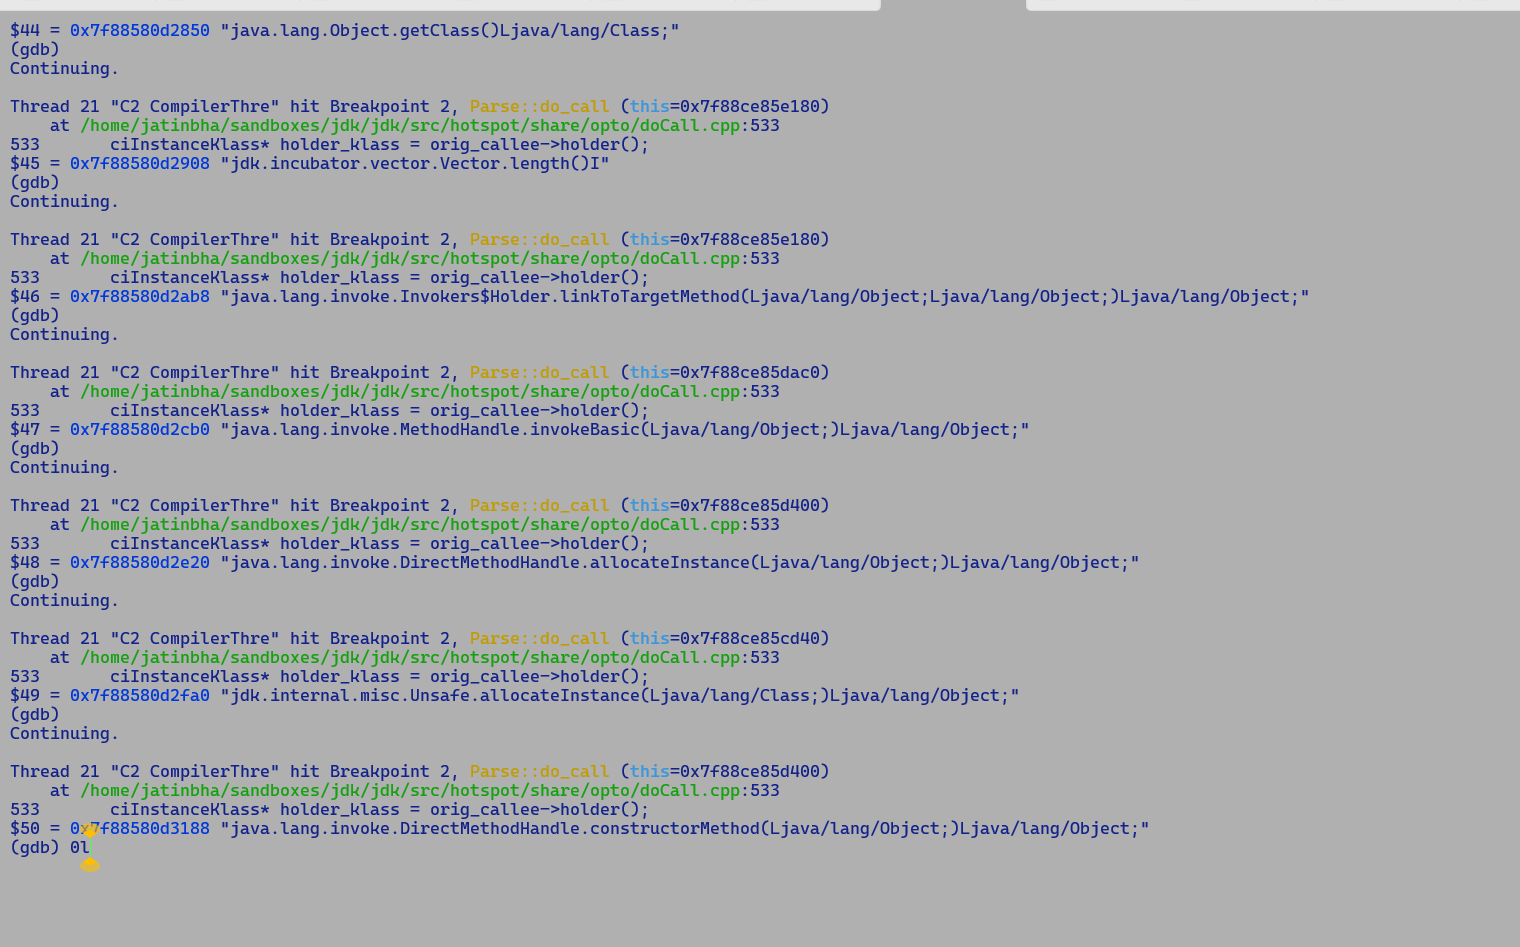 $44 = 0x7f88580d2850 "java.lang.Object.getClass()Ljava/lang/Class;"
(gdb)
Continuing.

Thread 21 "C2 CompilerThre" hit Breakpoint 2, Parse::do_call (this=0x7f88ce85e180)
    at /home/jatinbha/sandboxes/jdk/jdk/src/hotspot/share/opto/doCall.cpp:533
533       ciInstanceKlass* holder_klass = orig_callee->holder();
$45 = 0x7f88580d2908 "jdk.incubator.vector.Vector.length()I"
(gdb)
Continuing.

Thread 21 "C2 CompilerThre" hit Breakpoint 2, Parse::do_call (this=0x7f88ce85e180)
    at /home/jatinbha/sandboxes/jdk/jdk/src/hotspot/share/opto/doCall.cpp:533
533       ciInstanceKlass* holder_klass = orig_callee->holder();
$46 = 0x7f88580d2ab8 "java.lang.invoke.Invokers$Holder.linkToTargetMethod(Ljava/lang/Object;Ljava/lang/Object;)Ljava/lang/Object;"
(gdb)
Continuing.

Thread 21 "C2 CompilerThre" hit Breakpoint 2, Parse::do_call (this=0x7f88ce85dac0)
    at /home/jatinbha/sandboxes/jdk/jdk/src/hotspot/share/opto/doCall.cpp:533
533       ciInstanceKlass* holder_klass = orig_callee->holder();
$47 = 0x7f88580d2cb0 "java.lang.invoke.MethodHandle.invokeBasic(Ljava/lang/Object;)Ljava/lang/Object;"
(gdb)
Continuing.

Thread 21 "C2 CompilerThre" hit Breakpoint 2, Parse::do_call (this=0x7f88ce85d400)
    at /home/jatinbha/sandboxes/jdk/jdk/src/hotspot/share/opto/doCall.cpp:533
533       ciInstanceKlass* holder_klass = orig_callee->holder();
$48 = 0x7f88580d2e20 "java.lang.invoke.DirectMethodHandle.allocateInstance(Ljava/lang/Object;)Ljava/lang/Object;"
(gdb)
Continuing.

Thread 21 "C2 CompilerThre" hit Breakpoint 2, Parse::do_call (this=0x7f88ce85cd40)
    at /home/jatinbha/sandboxes/jdk/jdk/src/hotspot/share/opto/doCall.cpp:533
533       ciInstanceKlass* holder_klass = orig_callee->holder();
$49 = 0x7f88580d2fa0 "jdk.internal.misc.Unsafe.allocateInstance(Ljava/lang/Class;)Ljava/lang/Object;"
(gdb)
Continuing.

Thread 21 "C2 CompilerThre" hit Breakpoint 2, Parse::do_call (this=0x7f88ce85d400)
    at /home/jatinbha/sandboxes/jdk/jdk/src/hotspot/share/opto/doCall.cpp:533
533       ciInstanceKlass* holder_klass = orig_callee->holder();
$50 = 0x7f88580d3188 "java.lang.invoke.DirectMethodHandle.constructorMethod(Ljava/lang/Object;)Ljava/lang/Object;"
(gdb) 0l